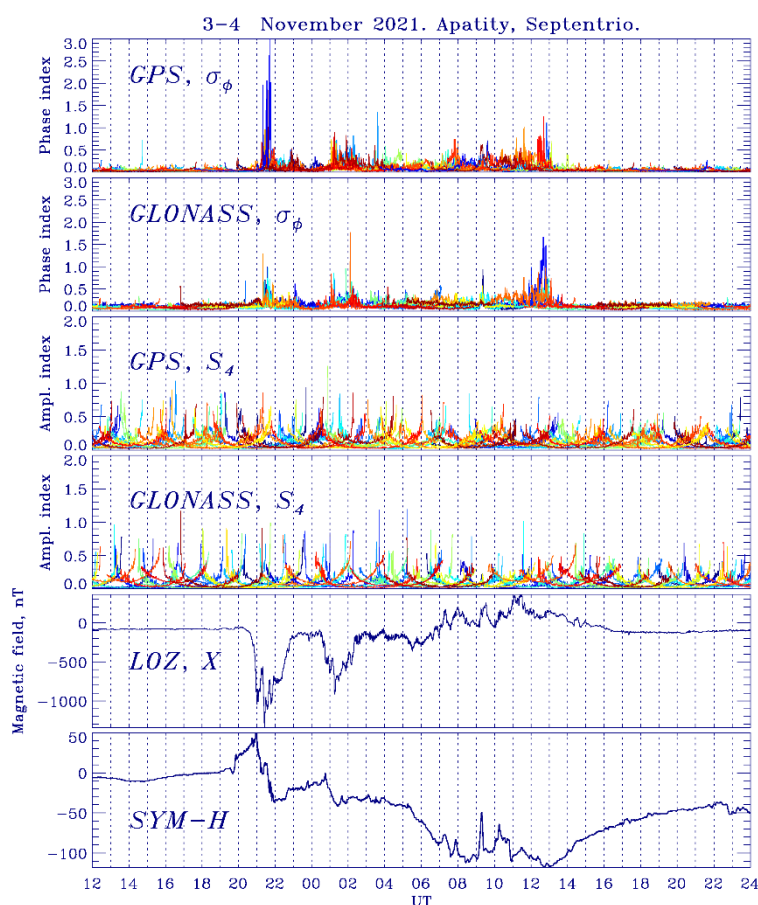 3-4 November 2021. Apatity, Septentrio.
3.0
2.5
2.0
1.5
1.0
0.5
0.0
Phase index
GPS, σϕ
3.0
2.5
2.0
1.5
1.0
0.5
0.0
Phase index
GLONASS, σϕ
2.0
1.5
1.0
0.5
0.0
Ampl. index
GPS, S4
2.0
1.5
1.0
0.5
0.0
Ampl. index
GLONASS, S4
0
-500
-1000
Magnetic field, nT
LOZ, X
50
0
-50
-100
SYM-H
12 14 16 18 20 22 00 02 04 06 08 10 12 14 16 18 20 22 24
UT